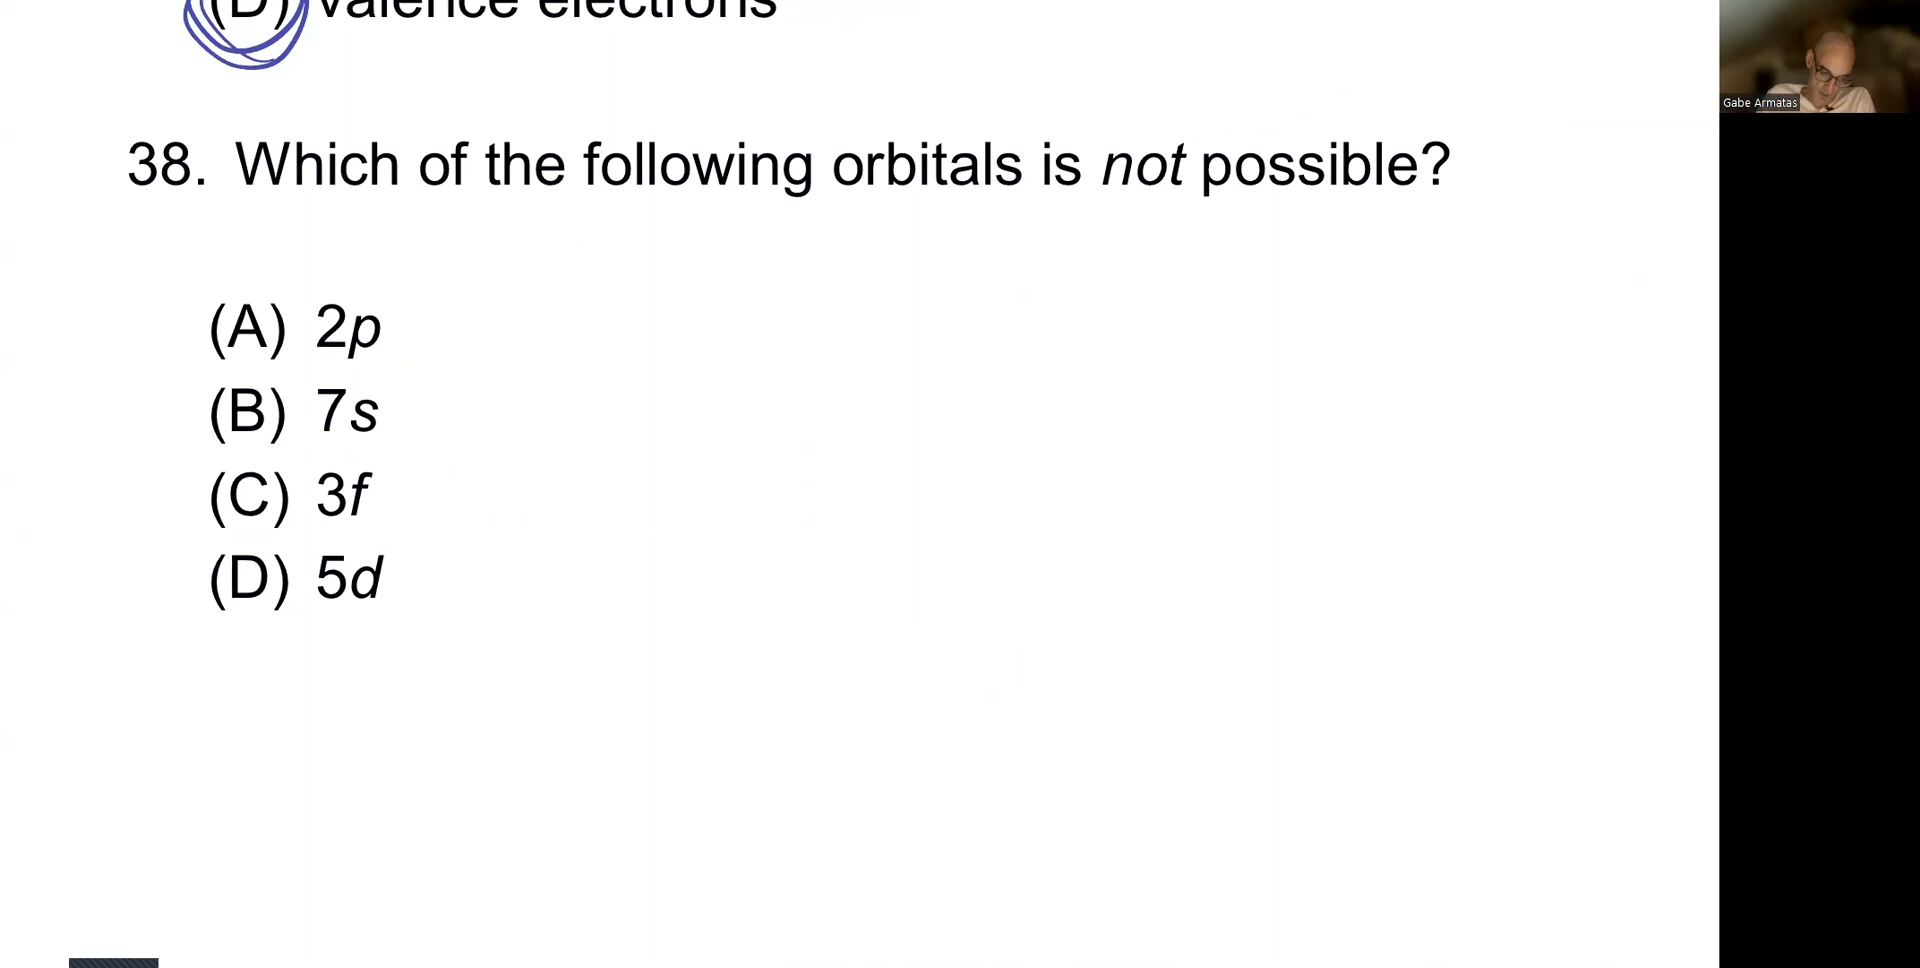 (D) valence electrons
Gabe Armatas
38. Which of the following orbitals is not possible?
(A) 2p
(B) 7s
(C) 3f
(D) 5d